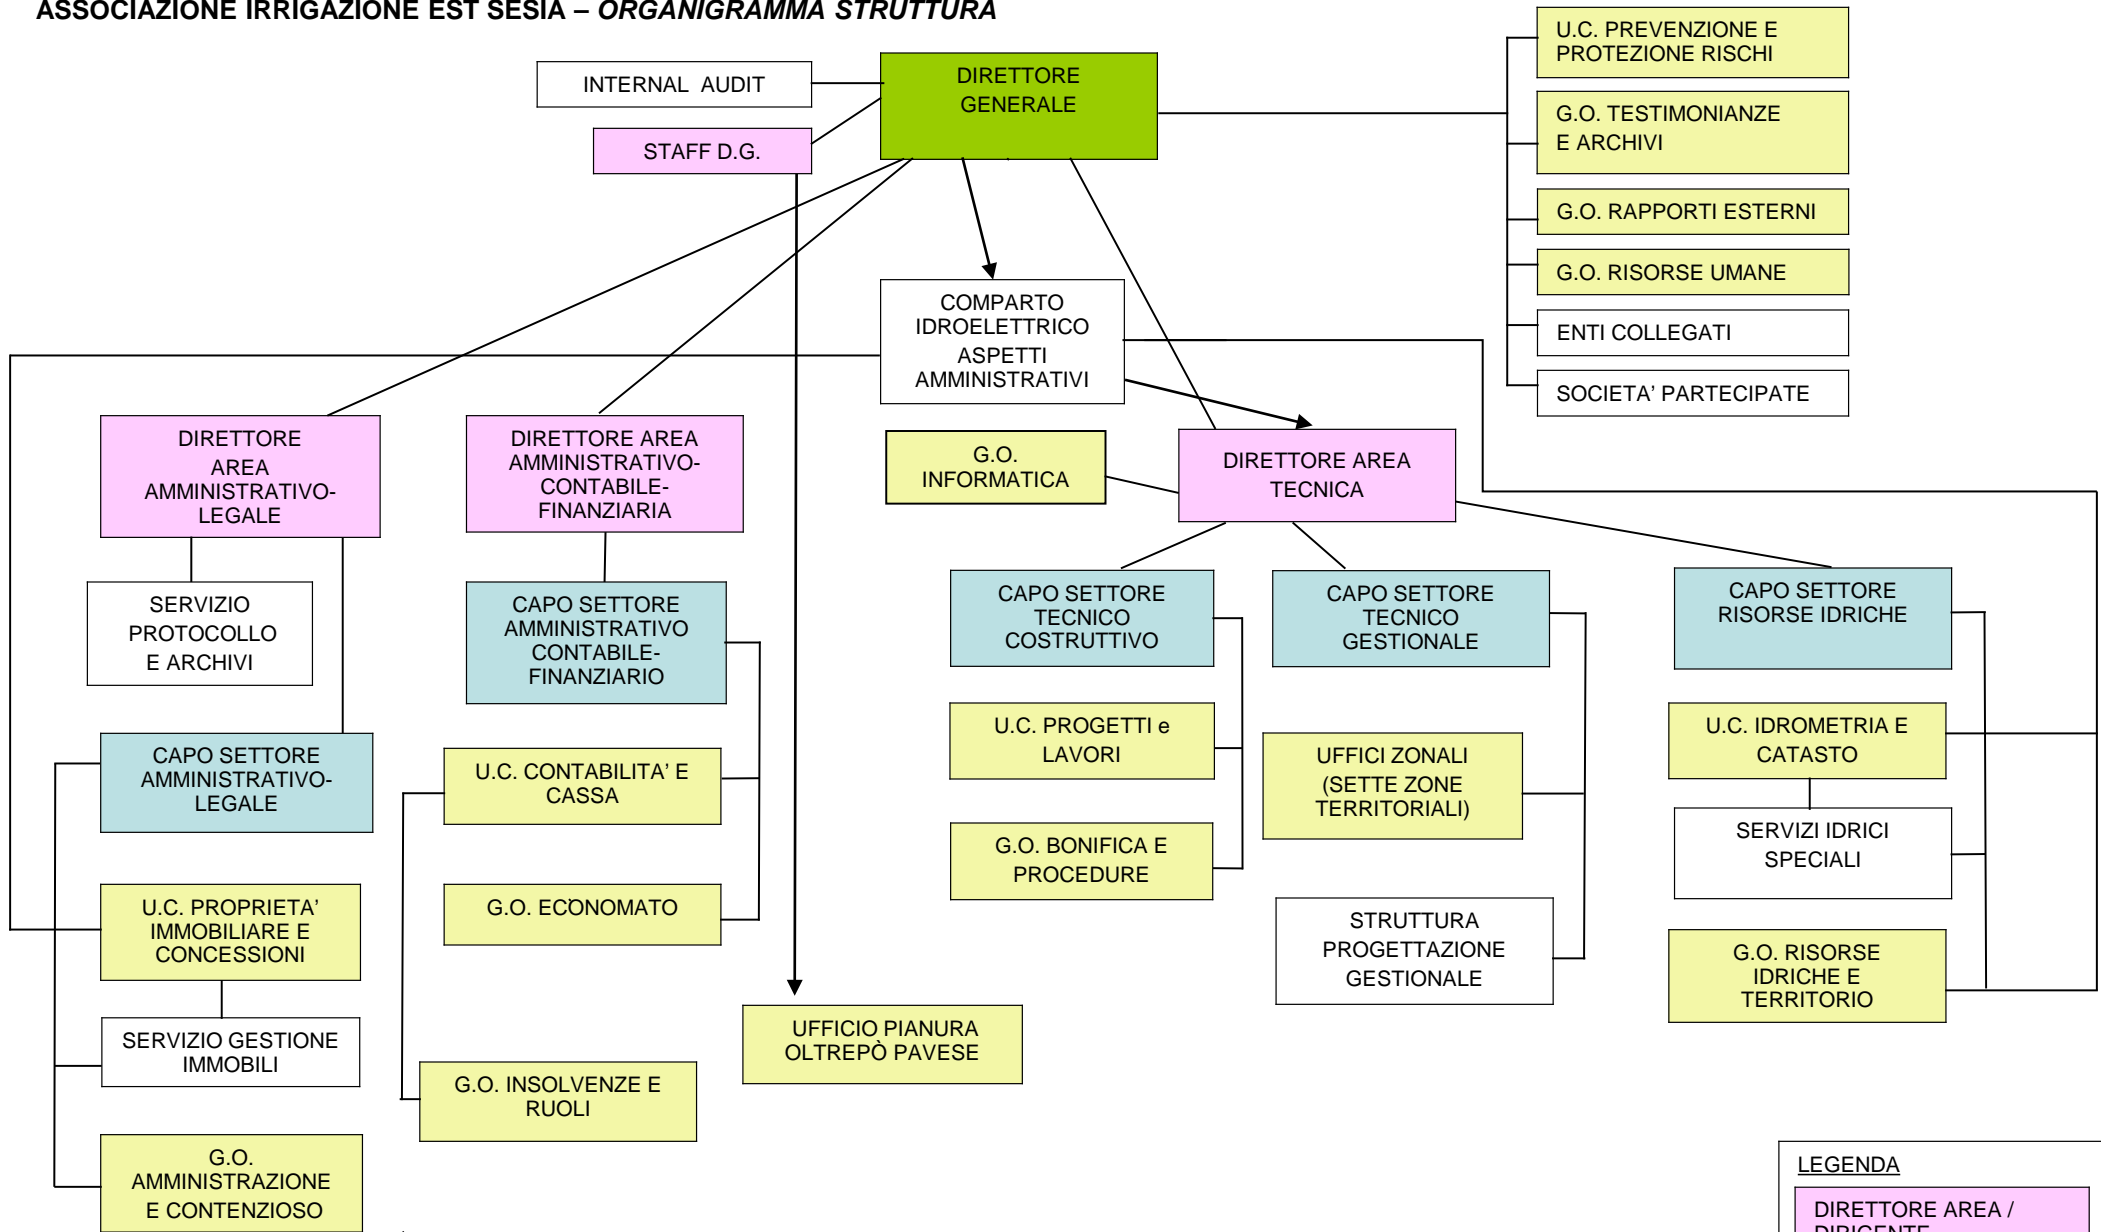 ASSOCIAZIONE IRRIGAZIONE EST SESIA – ORGANIGRAMMA STRUTTURA
INTERNAL AUDIT
STAFF D.G.
DIRETTORE
GENERALE
U.C. PREVENZIONE E
PROTEZIONE RISCHI
G.O. TESTIMONIANZE
E ARCHIVI
G.O. RAPPORTI ESTERNI
G.O. RISORSE UMANE
ENTI COLLEGATI
SOCIETA' PARTECIPATE
COMPARTO
IDROELETTRICO
ASPETTI
AMMINISTRATIVI
DIRETTORE
AREA
AMMINISTRATIVO-
LEGALE
DIRETTORE AREA
AMMINISTRATIVO-
CONTABILE-
FINANZIARIA
G.O.
INFORMATICA
DIRETTORE AREA
TECNICA
SERVIZIO
PROTOCOLLO
E ARCHIVI
CAPO SETTORE
AMMINISTRATIVO
CONTABILE-
FINANZIARIO
CAPO SETTORE
TECNICO
COSTRUTTIVO
CAPO SETTORE
TECNICO
GESTIONALE
CAPO SETTORE
RISORSE IDRICHE
CAPO SETTORE
AMMINISTRATIVO-
LEGALE
U.C. CONTABILITA' E
CASSA
U.C. PROGETTI e
LAVORI
UFFICI ZONALI
(SETTE ZONE
TERRITORIALI)
U.C. IDROMETRIA E
CATASTO
G.O. BONIFICA E
PROCEDURE
SERVIZI IDRICI
SPECIALI
U.C. PROPRIETA'
IMMOBILIARE E
CONCESSIONI
G.O. ECONOMATO
STRUTTURA
PROGETTAZIONE
GESTIONALE
G.O. RISORSE
IDRICHE E
TERRITORIO
SERVIZIO GESTIONE
IMMOBILI
UFFICIO PIANURA
OLTREPÒ PAVESE
G.O. INSOLVENZE E
RUOLI
G.O.
AMMINISTRAZIONE
E CONTENZIOSO
LEGENDA
DIRETTORE AREA /
DIRIGENTE